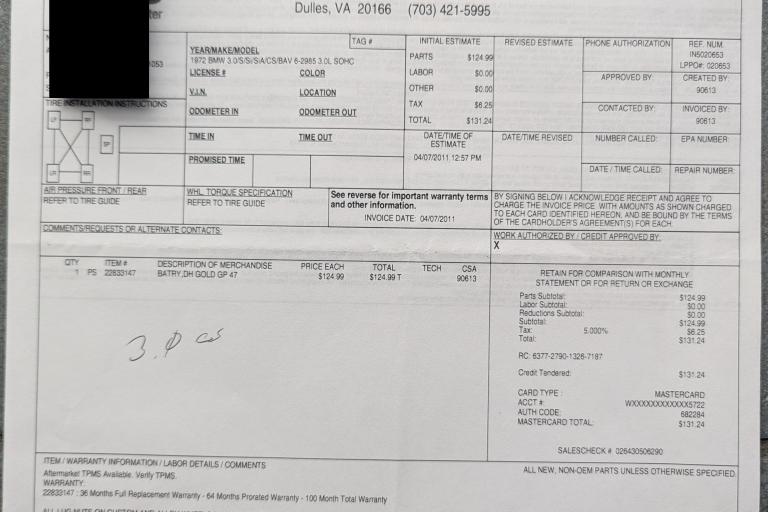 ter
Dulles, VA 20166 (703) 421-5995
TAG #
YEAR/MAKE/MODEL
1972 BMW 3.0/S/Si/SA/CS/BAV 6-2985 3.0L SOHC
LICENSE # COLOR
V.I.N. LOCATION
ODOMETER IN ODOMETER OUT
TIME IN TIME OUT
PROMISED TIME
INITIAL ESTIMATE
PARTS $124.99
LABOR $0.00
OTHER $0.00
TAX $6.25
TOTAL $131.24
DATE/TIME OF
ESTIMATE
04/07/2011 12:57 PM
REVISED ESTIMATE
DATE/TIME REVISED
PHONE AUTHORIZATION
APPROVED BY:
CONTACTED BY:
NUMBER CALLED:
DATE / TIME CALLED:
REF. NUM.
IN5020653
LPPO#: 020653
CREATED BY:
90613
INVOICED BY:
90613
EPA NUMBER:
REPAIR NUMBER:
053
TIRE INSTALLATION INSTRUCTIONS
LF RF
SP
LR RR
AIR PRESSURE FRONT / REAR
REFER TO TIRE GUIDE
WHL TORQUE SPECIFICATION
REFER TO TIRE GUIDE
See reverse for important warranty terms
and other information.
INVOICE DATE: 04/07/2011
BY SIGNING BELOW I ACKNOWLEDGE RECEIPT AND AGREE TO
CHARGE THE INVOICE PRICE. WITH AMOUNTS AS SHOWN CHARGED
TO EACH CARD IDENTIFIED HEREON, AND BE BOUND BY THE TERMS
OF THE CARDHOLDER'S AGREEMENT(S) FOR EACH.
COMMENTS/REQUESTS OR ALTERNATE CONTACTS:
WORK AUTHORIZED BY / CREDIT APPROVED BY:
X
QTY ITEM # DESCRIPTION OF MERCHANDISE PRICE EACH TOTAL TECH CSA
1 PS 22833147 BATRY,DH GOLD GP 47 $124.99 $124.99 T 90613
RETAIN FOR COMPARISON WITH MONTHLY
STATEMENT OR FOR RETURN OR EXCHANGE
Parts Subtotal: $124.99
Labor Subtotal: $0.00
Reductions Subtotal: $0.00
Subtotal: $124.99
Tax: 5.000% $6.25
Total: $131.24
RC: 6377-2790-1326-7187
Credit Tendered: $131.24
CARD TYPE : MASTERCARD
ACCT #: WXXXXXXXXXXXX5722
AUTH CODE: 682284
MASTERCARD TOTAL: $131.24
SALESCHECK # 026430506290
3.0 cs
ITEM / WARRANTY INFORMATION / LABOR DETAILS / COMMENTS
Aftermarket TPMS Available. Verify TPMS.
WARRANTY:
22833147 : 36 Months Full Replacement Warranty - 64 Months Prorated Warranty - 100 Month Total Warranty
ALL NEW, NON-OEM PARTS UNLESS OTHERWISE SPECIFIED.